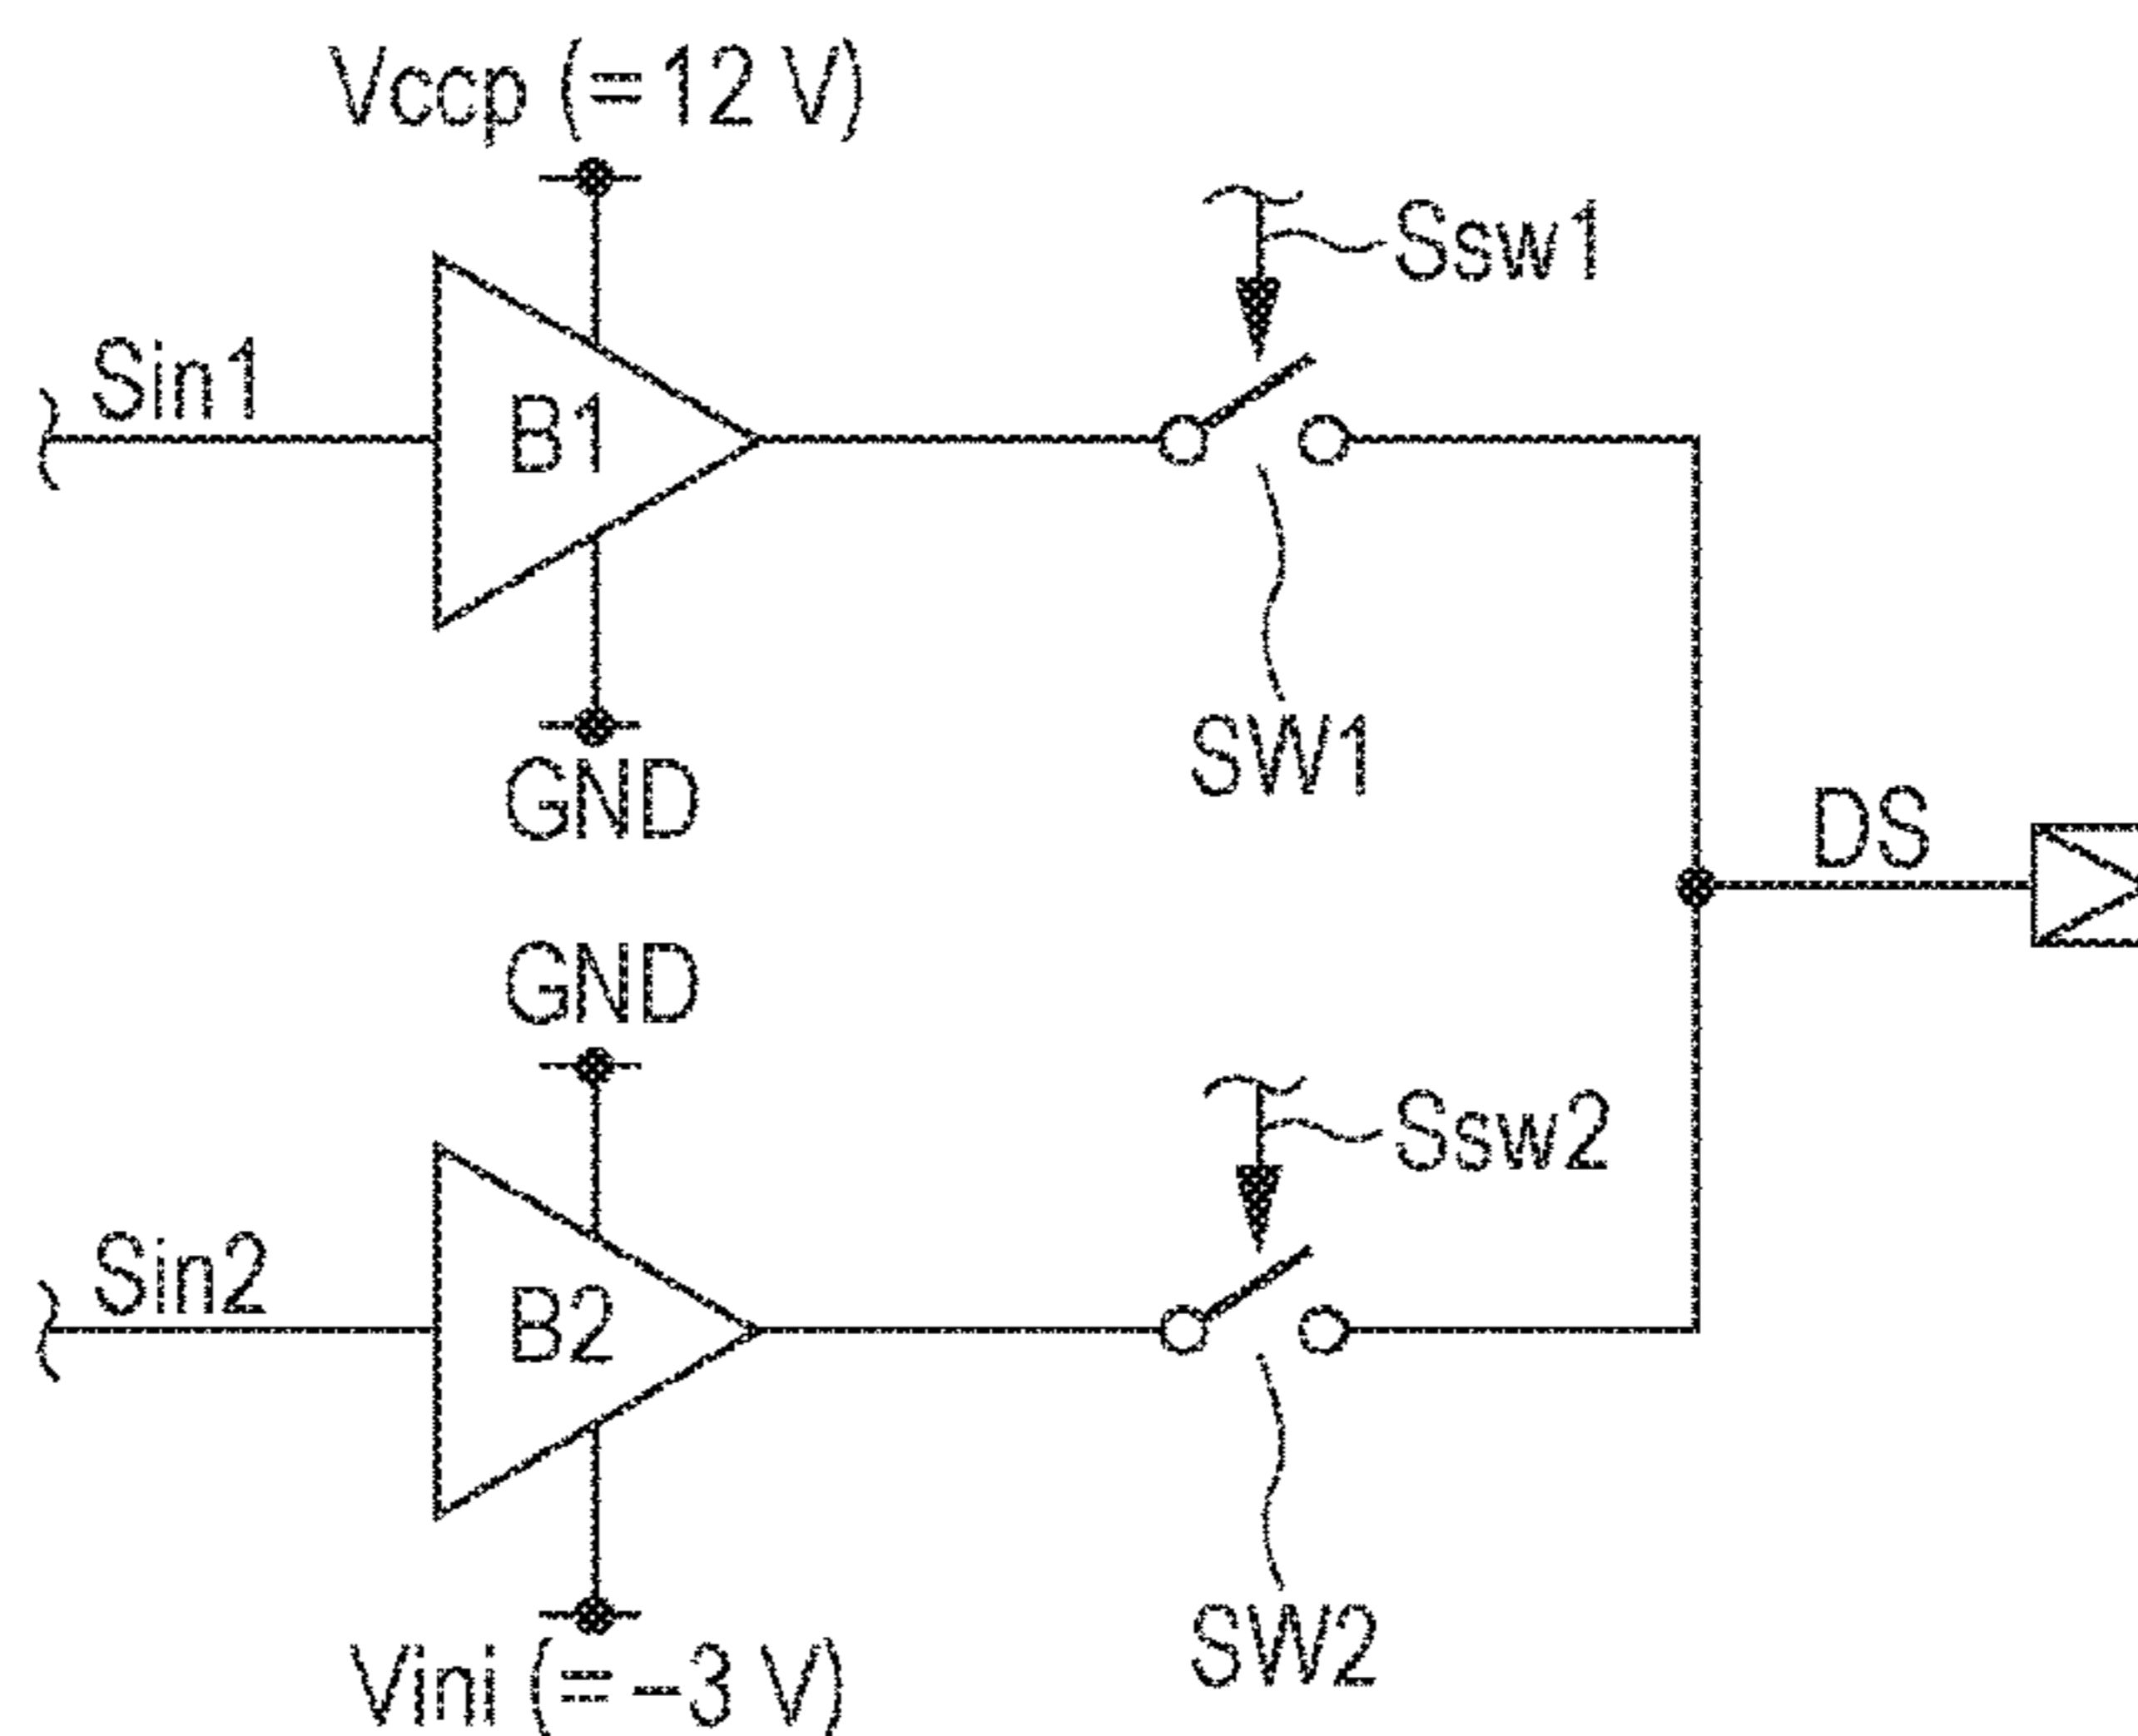 Vccp (=12 V)
Ssw1
Sin1
B1
SW1
GND
DS
GND
Ssw2
Sin2
B2
SW2
Vini (=–3 V)